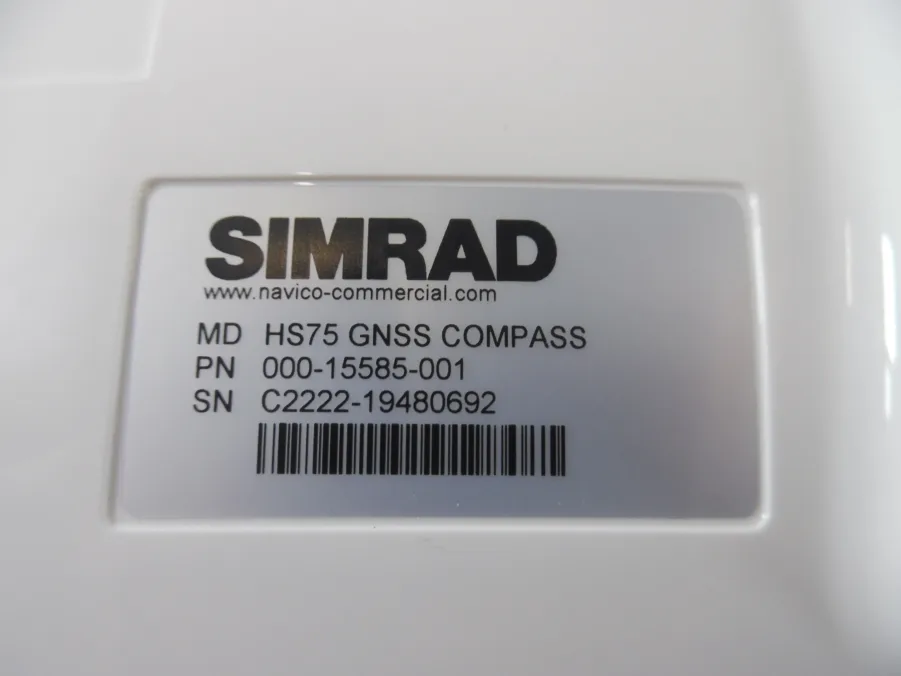 SIMRAD
www.navico-commercial.com
MD HS75 GNSS COMPASS
PN 000-15585-001
SN C2222-19480692